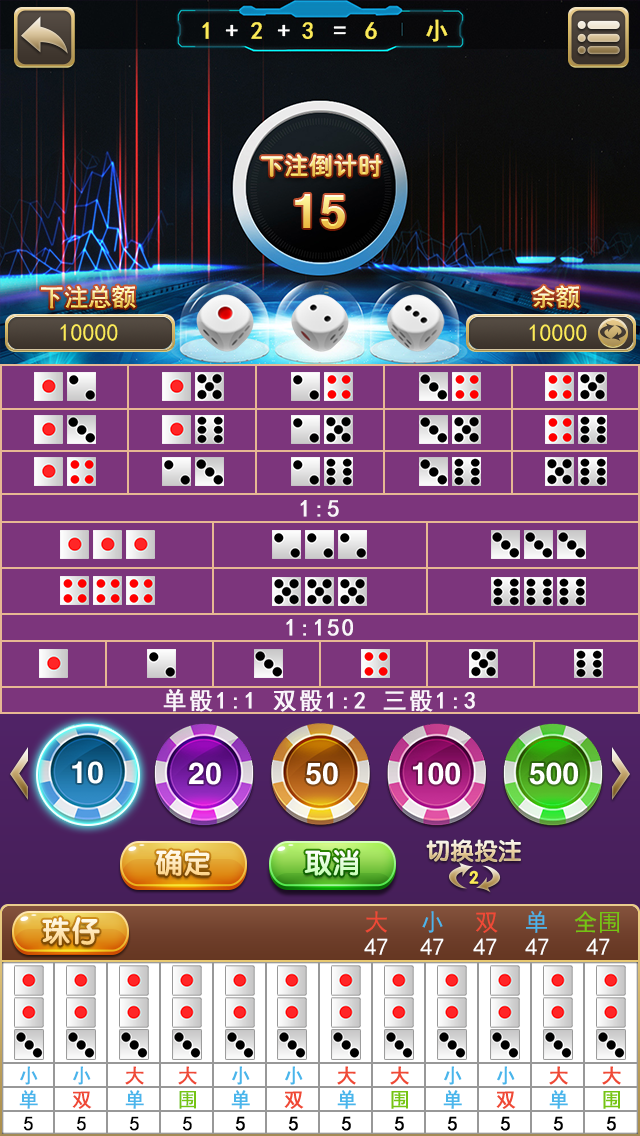 1 + 2 + 3 = 6 | 小
下注倒计时
15
下注总额 余额
10000 10000
1:5
1:150
单骰1:1 双骰1:2 三骰1:3
10 20 50 100 500
确定 取消 切换投注
2
珠仔 大 小 双 单 全围
47 47 47 47 47
小 小 大 大 小 小 大 大 小 小 大 大
单 双 单 围 单 双 单 围 单 双 单 围
5 5 5 5 5 5 5 5 5 5 5 5